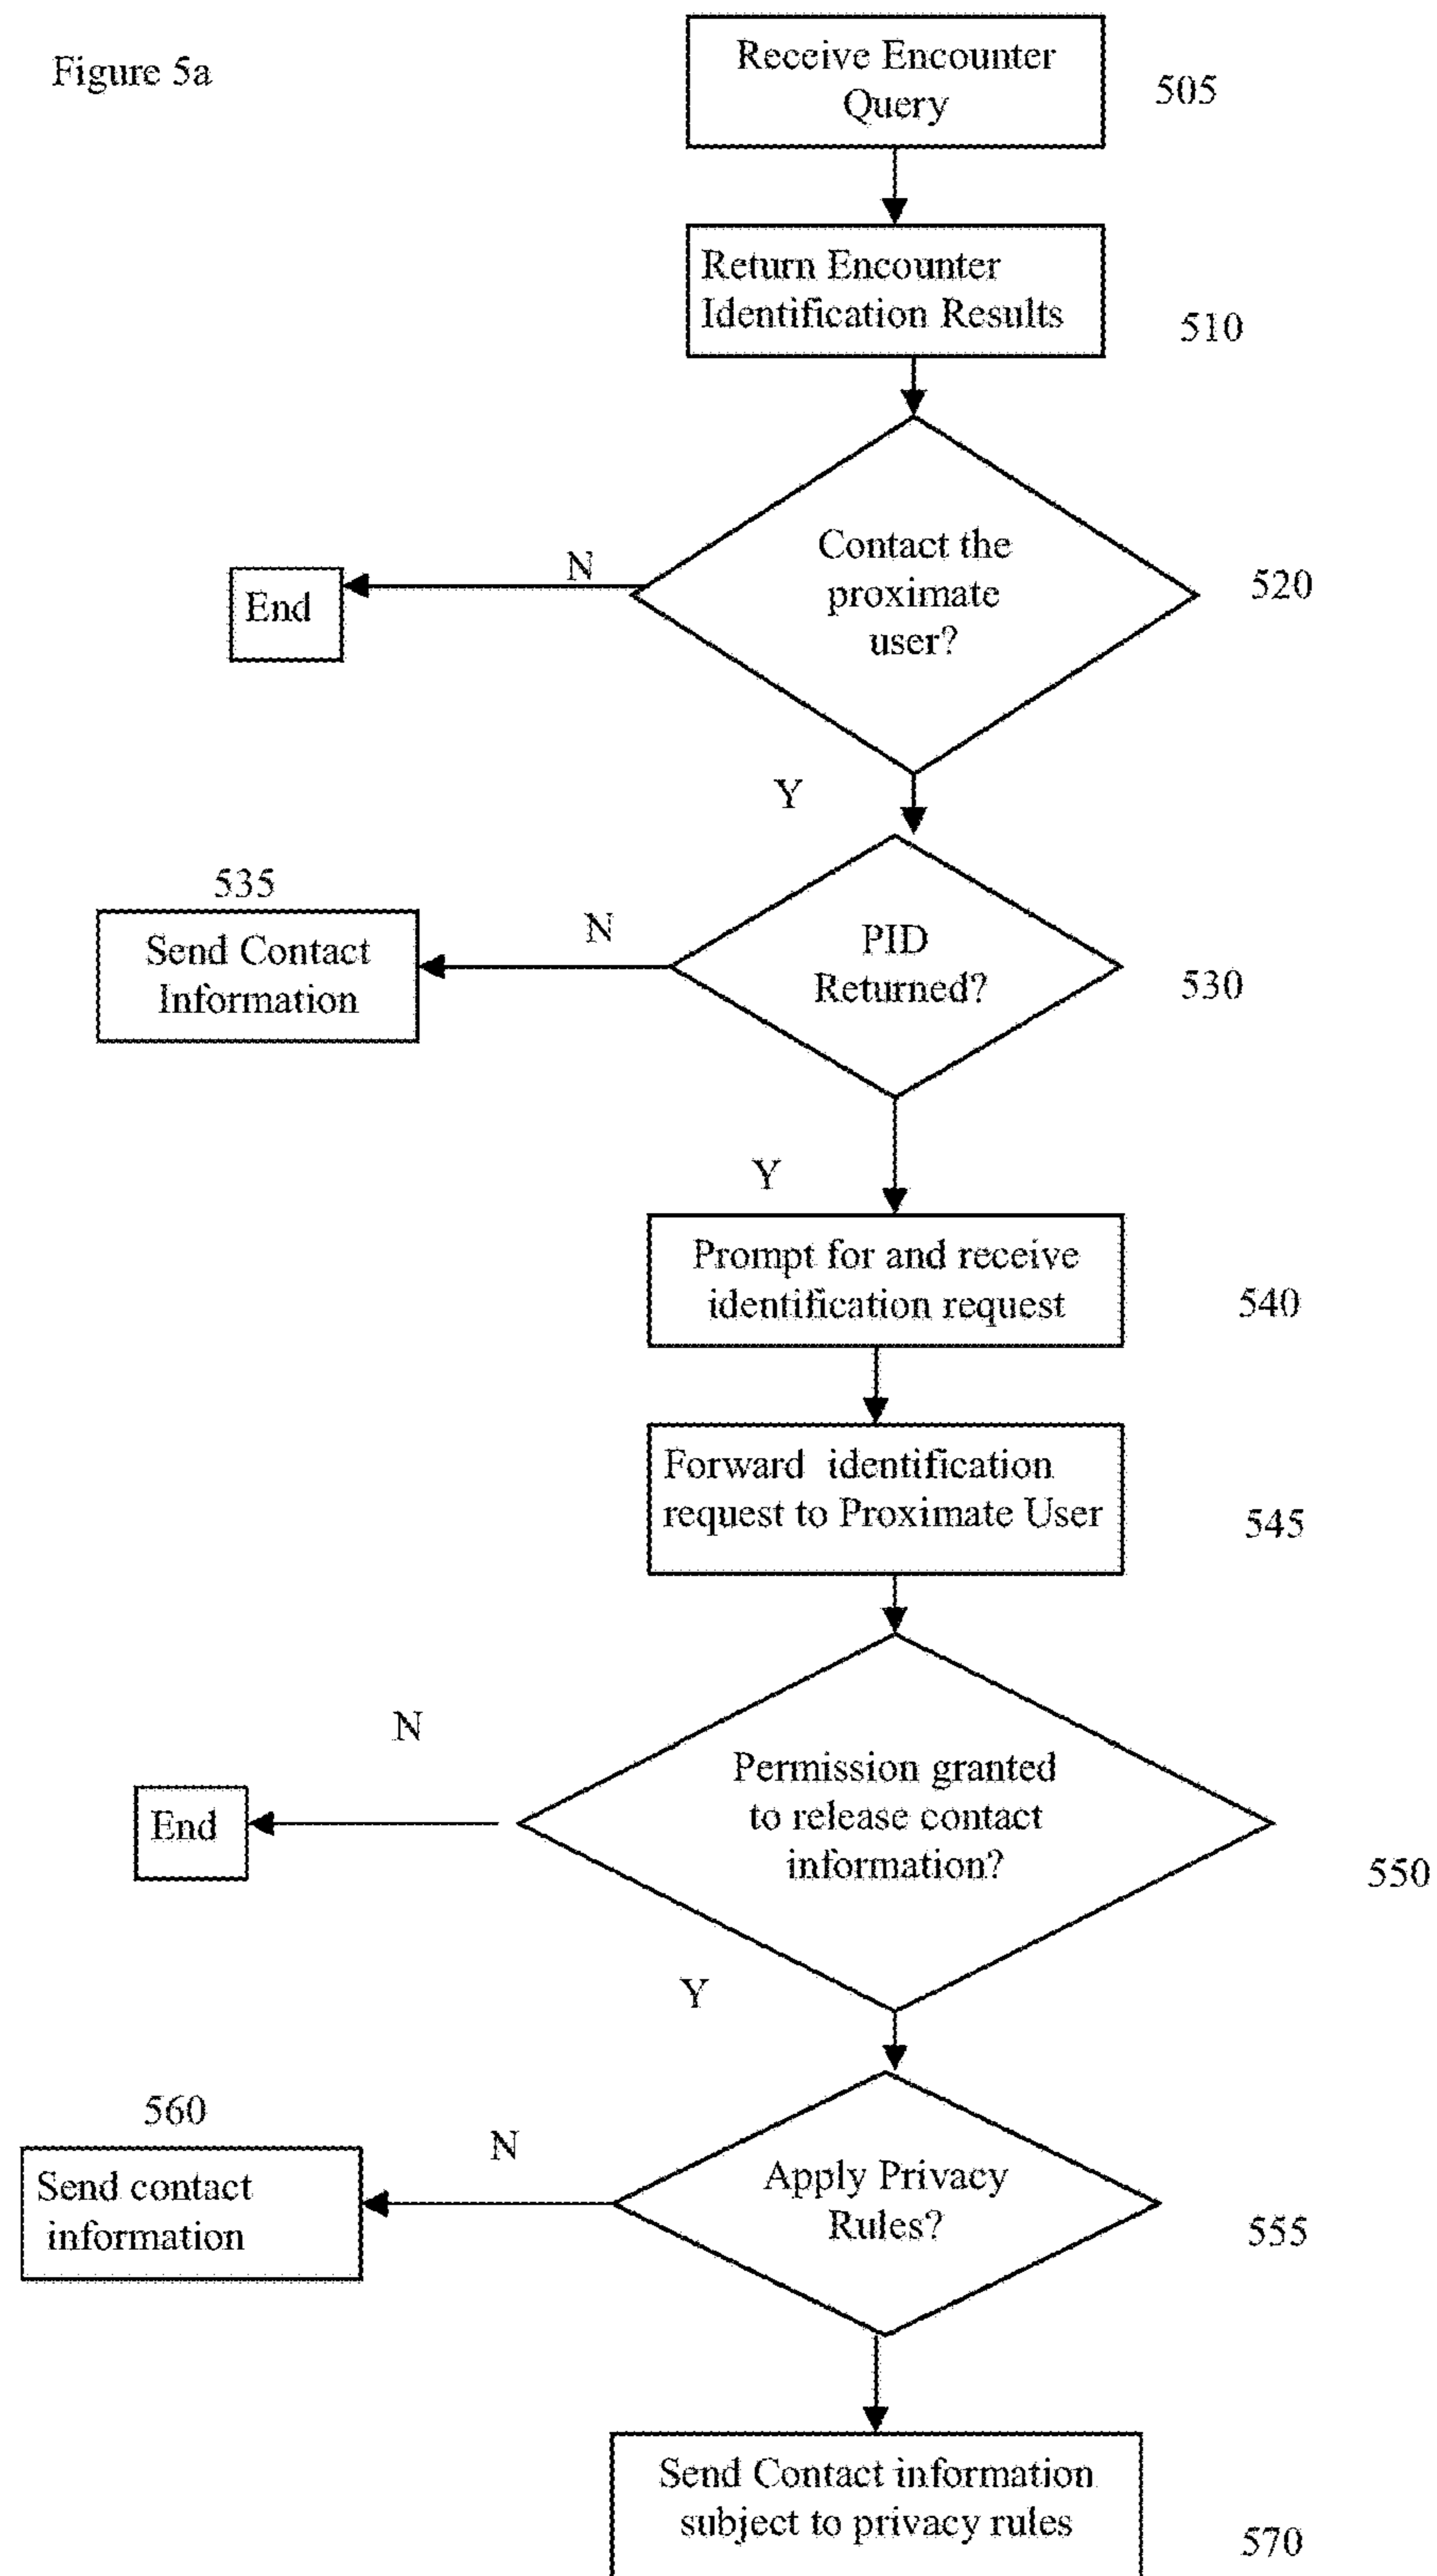 Figure 5a
Receive Encounter
Query
505
Return Encounter
Identification Results
510
Contact the
proximate
user?
520
N
End
Y
535
Send Contact
Information
N
PID
Returned?
530
Y
Prompt for and receive
identification request
540
Forward identification
request to Proximate User
545
N
Permission granted
to release contact
information?
End
550
Y
560
Send contact
information
N
Apply Privacy
Rules?
555
Send Contact information
subject to privacy rules
570